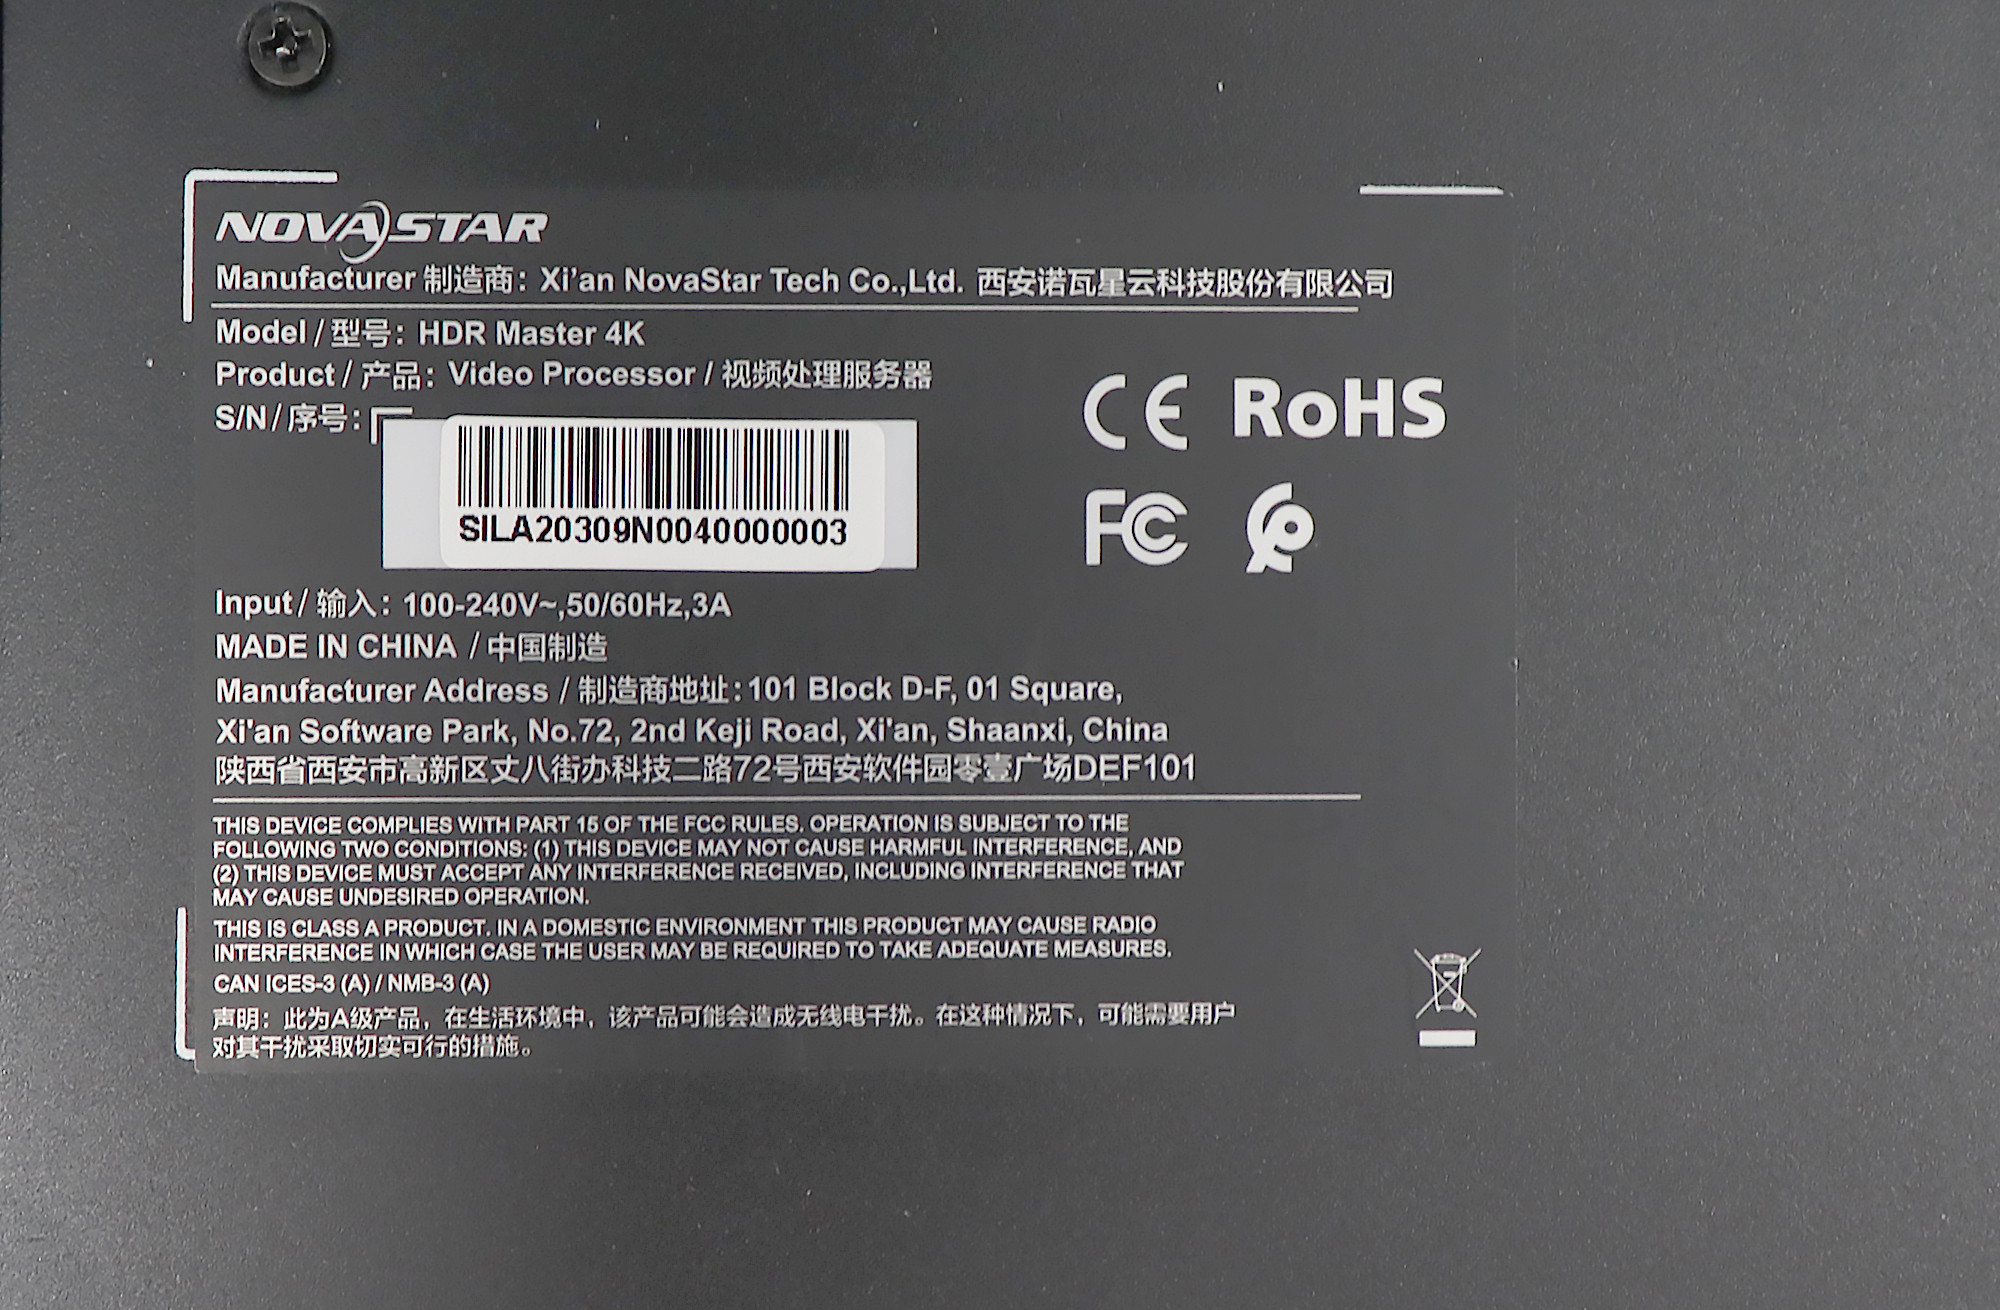 NOVASTAR
Manufacturer 制造商: Xi'an NovaStar Tech Co.,Ltd. 西安诺瓦星云科技股份有限公司
Model / 型号: HDR Master 4K
Product / 产品: Video Processor / 视频处理服务器
S/N / 序号:
SILA20309N0040000003
CE RoHS
FC
Input / 输入: 100-240V~,50/60Hz,3A
MADE IN CHINA / 中国制造
Manufacturer Address / 制造商地址:101 Block D-F, 01 Square,
Xi'an Software Park, No.72, 2nd Keji Road, Xi'an, Shaanxi, China
陕西省西安市高新区丈八街办科技二路72号西安软件园零壹广场DEF101
THIS DEVICE COMPLIES WITH PART 15 OF THE FCC RULES. OPERATION IS SUBJECT TO THE
FOLLOWING TWO CONDITIONS: (1) THIS DEVICE MAY NOT CAUSE HARMFUL INTERFERENCE, AND
(2) THIS DEVICE MUST ACCEPT ANY INTERFERENCE RECEIVED, INCLUDING INTERFERENCE THAT
MAY CAUSE UNDESIRED OPERATION.
THIS IS CLASS A PRODUCT. IN A DOMESTIC ENVIRONMENT THIS PRODUCT MAY CAUSE RADIO
INTERFERENCE IN WHICH CASE THE USER MAY BE REQUIRED TO TAKE ADEQUATE MEASURES.
CAN ICES-3 (A) / NMB-3 (A)
声明：此为A级产品，在生活环境中，该产品可能会造成无线电干扰。在这种情况下，可能需要用户
对其干扰采取切实可行的措施。